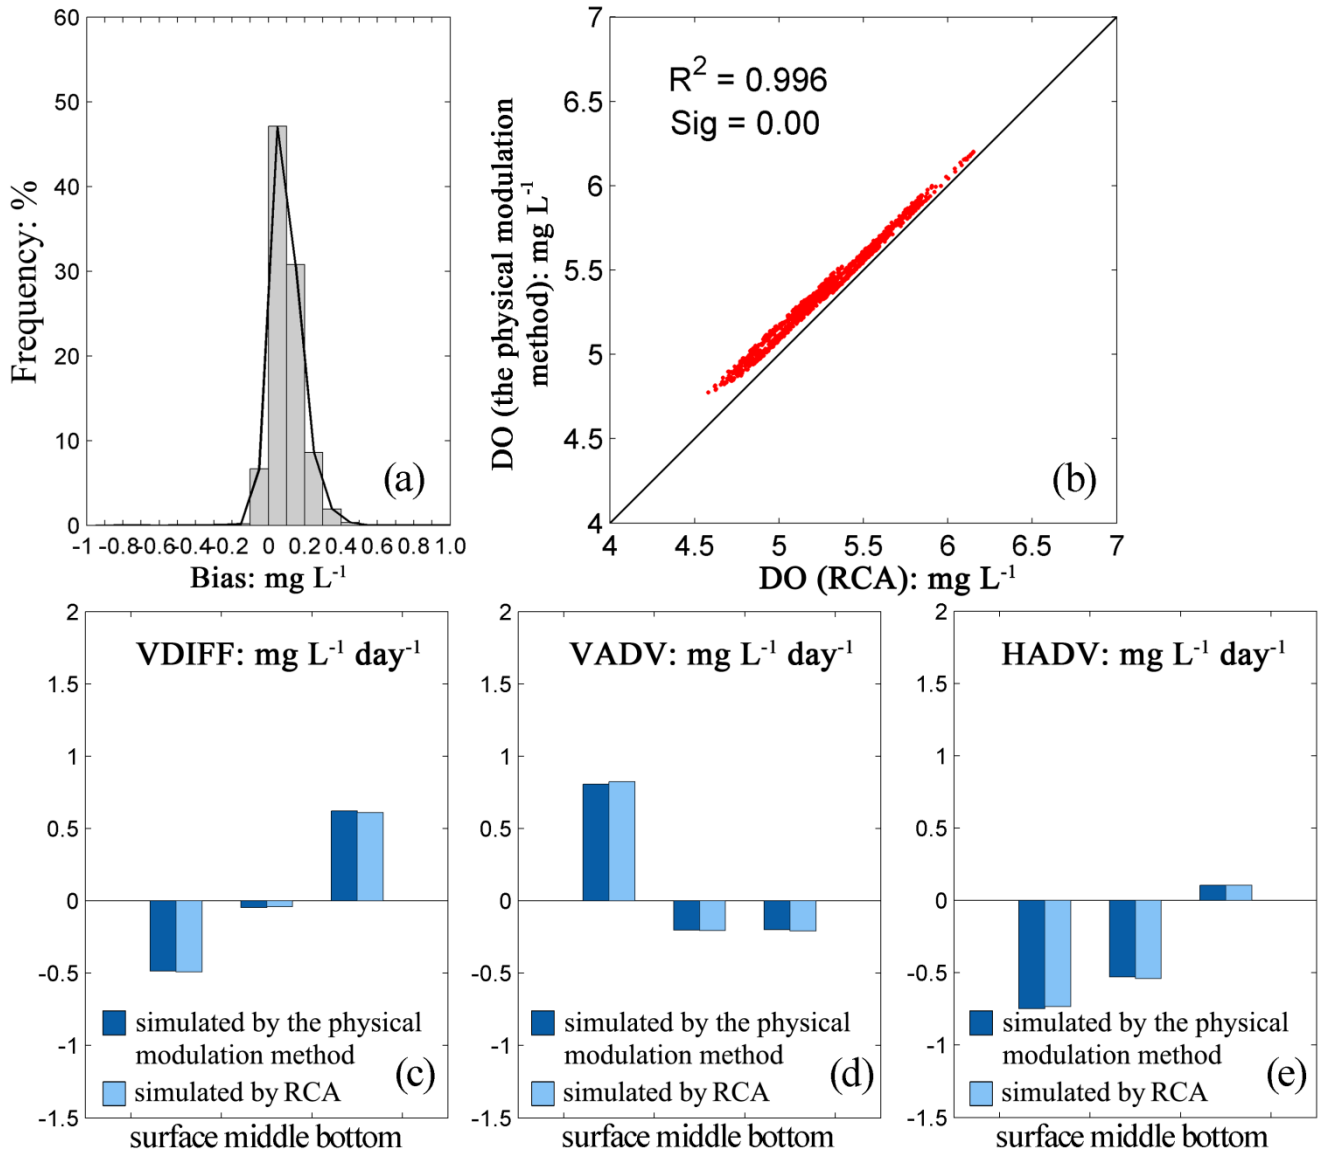 60
50
40
30
20
10
0
Frequency: %
(a)
-1 -0.8 -0.6 -0.4 -0.2 0 0.2 0.4 0.6 0.8 1.0
Bias: mg L⁻¹
7
6.5
6
5.5
5
4.5
4
DO (the physical modulation
method): mg L⁻¹
R² = 0.996
Sig = 0.00
(b)
4 4.5 5 5.5 6 6.5 7
DO (RCA): mg L⁻¹
2
1.5
1
0.5
0
-0.5
-1
-1.5
VDIFF: mg L⁻¹ day⁻¹
simulated by the physical
modulation method
simulated by RCA
(c)
surface middle bottom
2
1.5
1
0.5
0
-0.5
-1
-1.5
VADV: mg L⁻¹ day⁻¹
simulated by the physical
modulation method
simulated by RCA
(d)
surface middle bottom
2
1.5
1
0.5
0
-0.5
-1
-1.5
HADV: mg L⁻¹ day⁻¹
simulated by the physical
modulation method
simulated by RCA
(e)
surface middle bottom